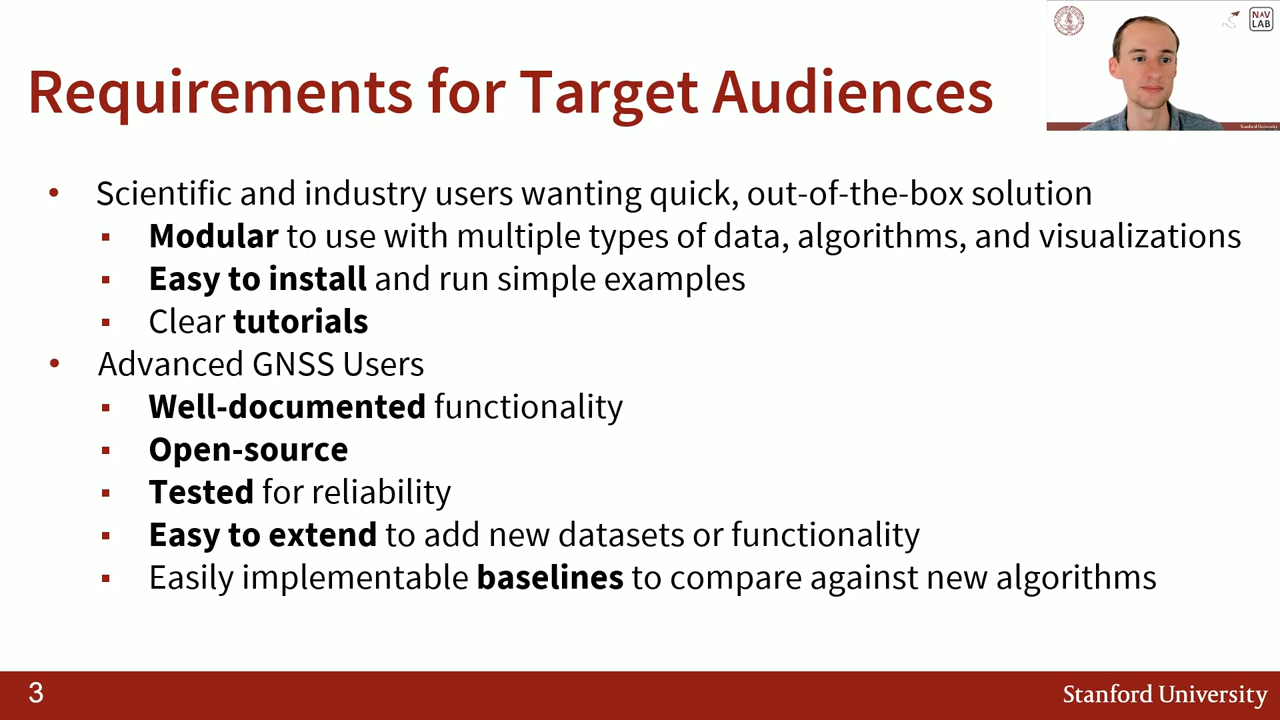 Requirements for Target Audiences
NAV
LAB
Stanford University
• Scientific and industry users wanting quick, out-of-the-box solution
▪ Modular to use with multiple types of data, algorithms, and visualizations
▪ Easy to install and run simple examples
▪ Clear tutorials
• Advanced GNSS Users
▪ Well-documented functionality
▪ Open-source
▪ Tested for reliability
▪ Easy to extend to add new datasets or functionality
▪ Easily implementable baselines to compare against new algorithms
3
Stanford University